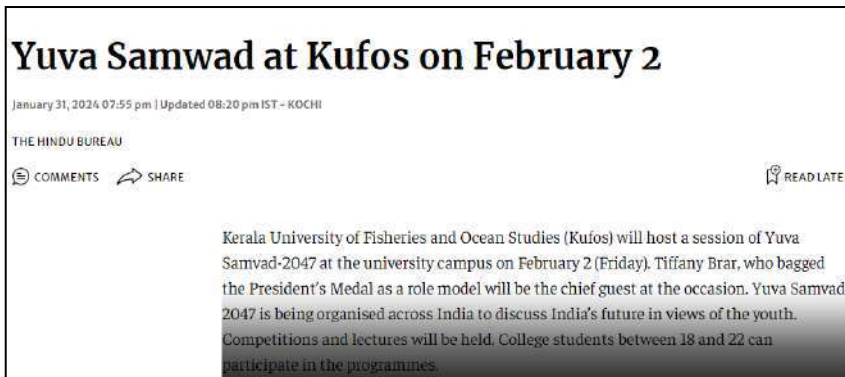 Yuva Samwad at Kufos on February 2
January 31, 2024 07:55 pm | Updated 08:20 pm IST - KOCHI
THE HINDU BUREAU
COMMENTS SHARE READ LATE
Kerala University of Fisheries and Ocean Studies (Kufos) will host a session of Yuva
Samvad-2047 at the university campus on February 2 (Friday). Tiffany Brar, who bagged
the President's Medal as a role model will be the chief guest at the occasion. Yuva Samvad
2047 is being organised across India to discuss India's future in views of the youth.
Competitions and lectures will be held. College students between 18 and 22 can
participate in the programmes.